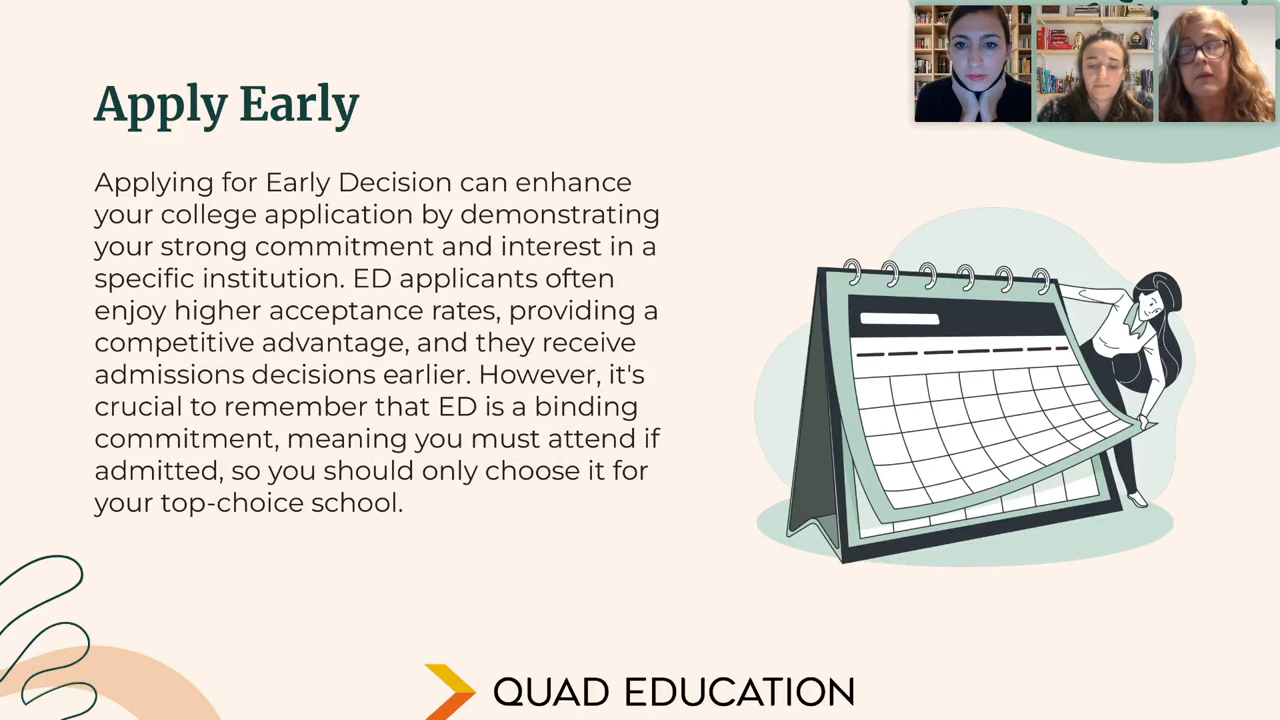 Apply Early
Applying for Early Decision can enhance
your college application by demonstrating
your strong commitment and interest in a
specific institution. ED applicants often
enjoy higher acceptance rates, providing a
competitive advantage, and they receive
admissions decisions earlier. However, it's
crucial to remember that ED is a binding
commitment, meaning you must attend if
admitted, so you should only choose it for
your top-choice school.
QUAD EDUCATION